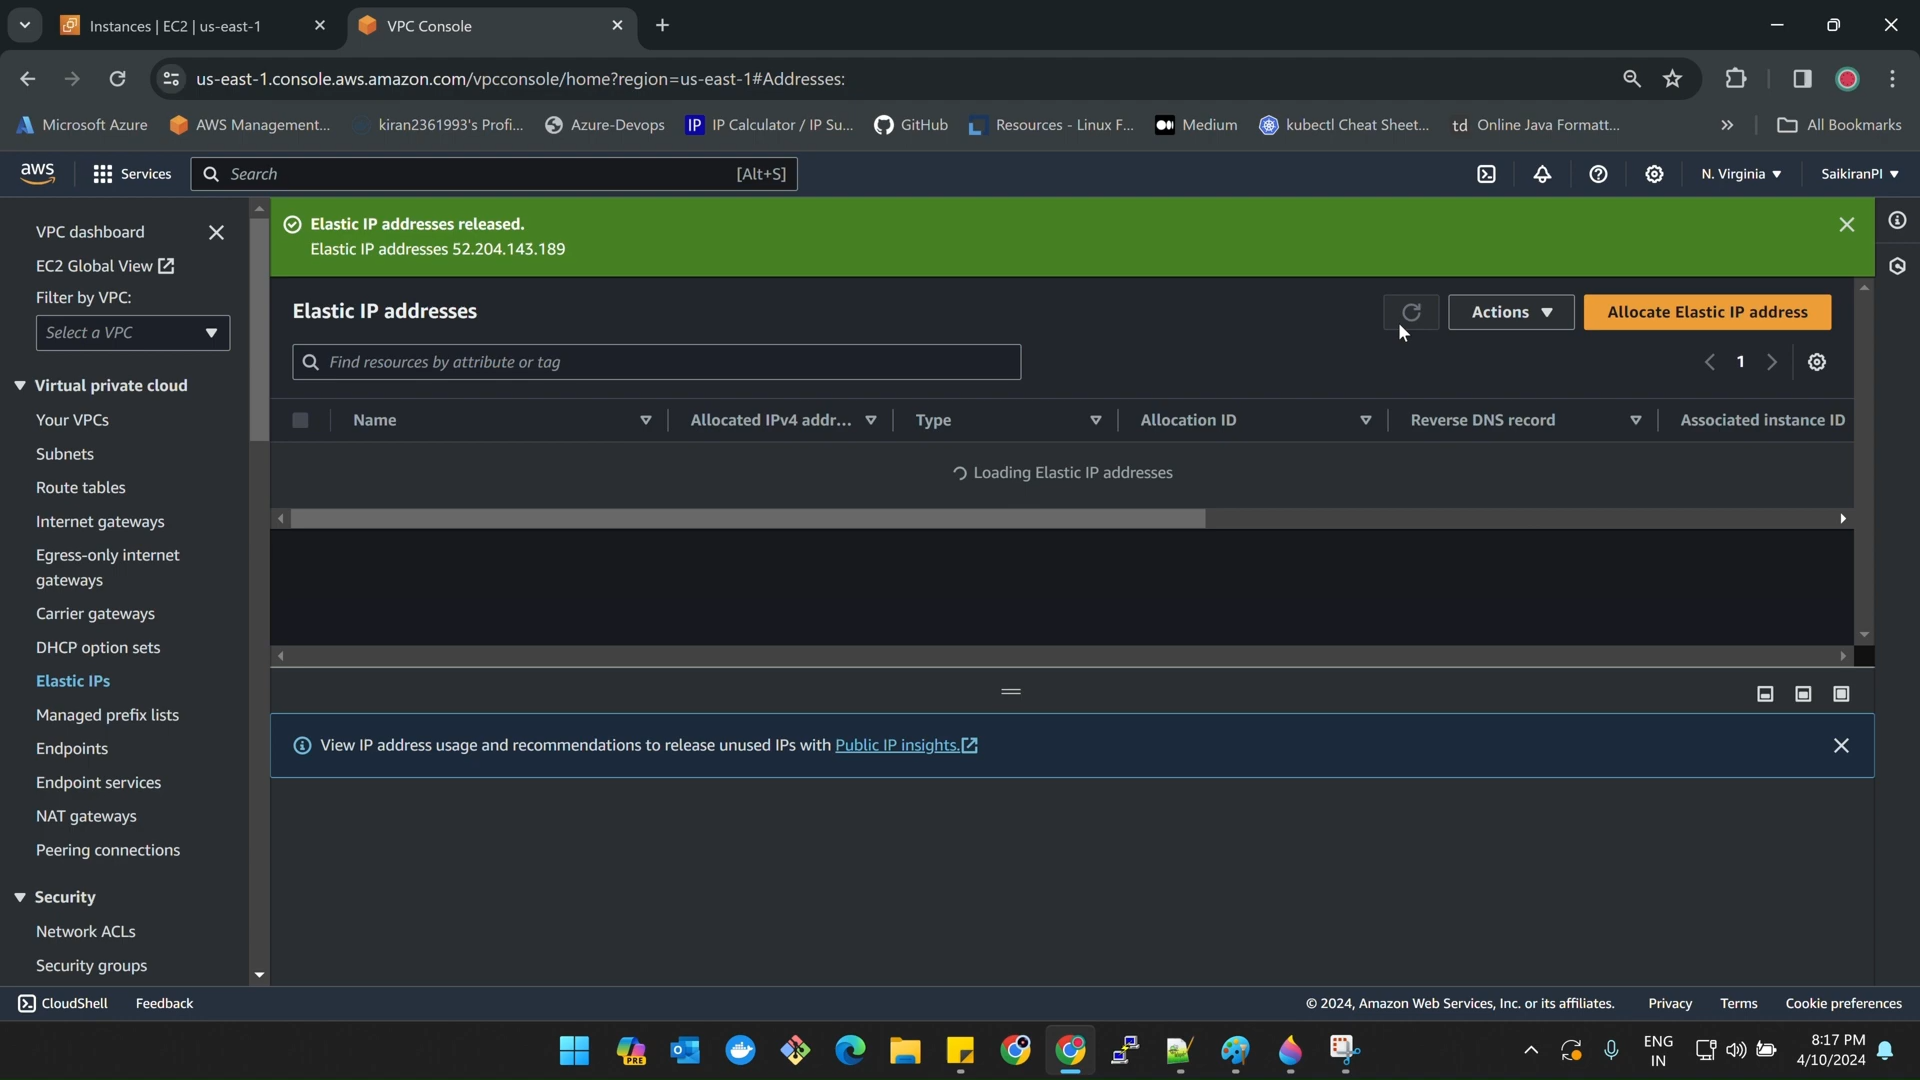 Instances | EC2 | us-east-1
VPC Console
us-east-1.console.aws.amazon.com/vpcconsole/home?region=us-east-1#Addresses:
Microsoft Azure
AWS Management...
kiran2361993's Profi...
Azure-Devops
IP
IP Calculator / IP Su...
GitHub
Resources - Linux F...
Medium
kubectl Cheat Sheet...
td
Online Java Formatt...
»
All Bookmarks
aws
Services
Search
[Alt+S]
N. Virginia
SaikiranPI
VPC dashboard
EC2 Global View
Filter by VPC:
Select a VPC
Virtual private cloud
Your VPCs
Subnets
Route tables
Internet gateways
Egress-only internet
gateways
Carrier gateways
DHCP option sets
Elastic IPs
Managed prefix lists
Endpoints
Endpoint services
NAT gateways
Peering connections
Security
Network ACLs
Security groups
Elastic IP addresses released.
Elastic IP addresses 52.204.143.189
Elastic IP addresses
Actions
Allocate Elastic IP address
Find resources by attribute or tag
1
Name
Allocated IPv4 addr...
Type
Allocation ID
Reverse DNS record
Associated instance ID
Loading Elastic IP addresses
View IP address usage and recommendations to release unused IPs with Public IP insights.
CloudShell
Feedback
© 2024, Amazon Web Services, Inc. or its affiliates.
Privacy
Terms
Cookie preferences
PRE
ENG
IN
8:17 PM
4/10/2024